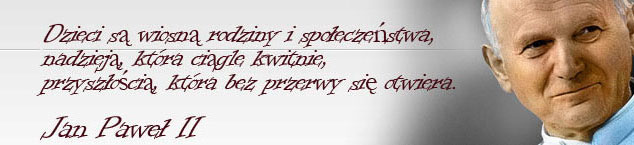 Dzieci są wiosną rodziny i społeczeństwa,
nadzieją, która ciągle kwitnie,
przyszłością, która bez przerwy się otwiera.
Jan Paweł II